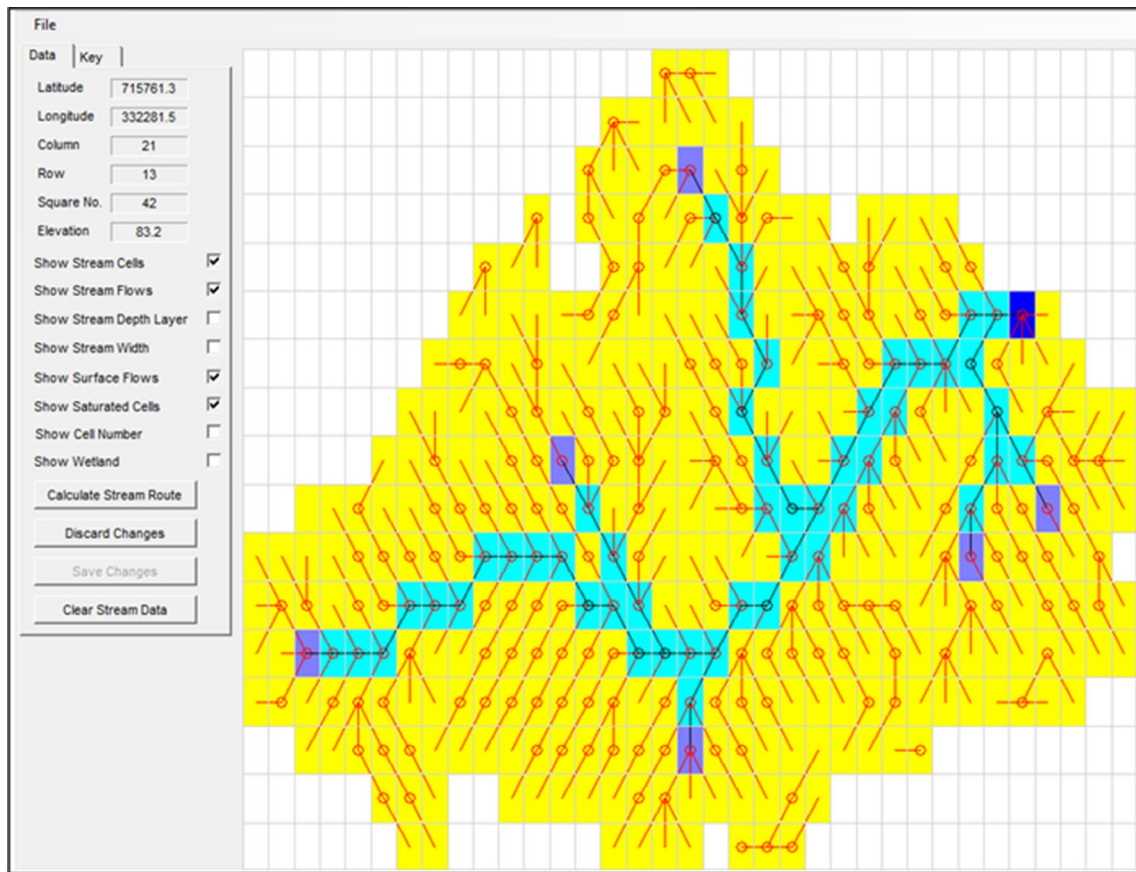 File
Data Key
Latitude 715761.3
Longitude 332281.5
Column 21
Row 13
Square No. 42
Elevation 83.2
Show Stream Cells
Show Stream Flows
Show Stream Depth Layer
Show Stream Width
Show Surface Flows
Show Saturated Cells
Show Cell Number
Show Wetland
Calculate Stream Route
Discard Changes
Save Changes
Clear Stream Data